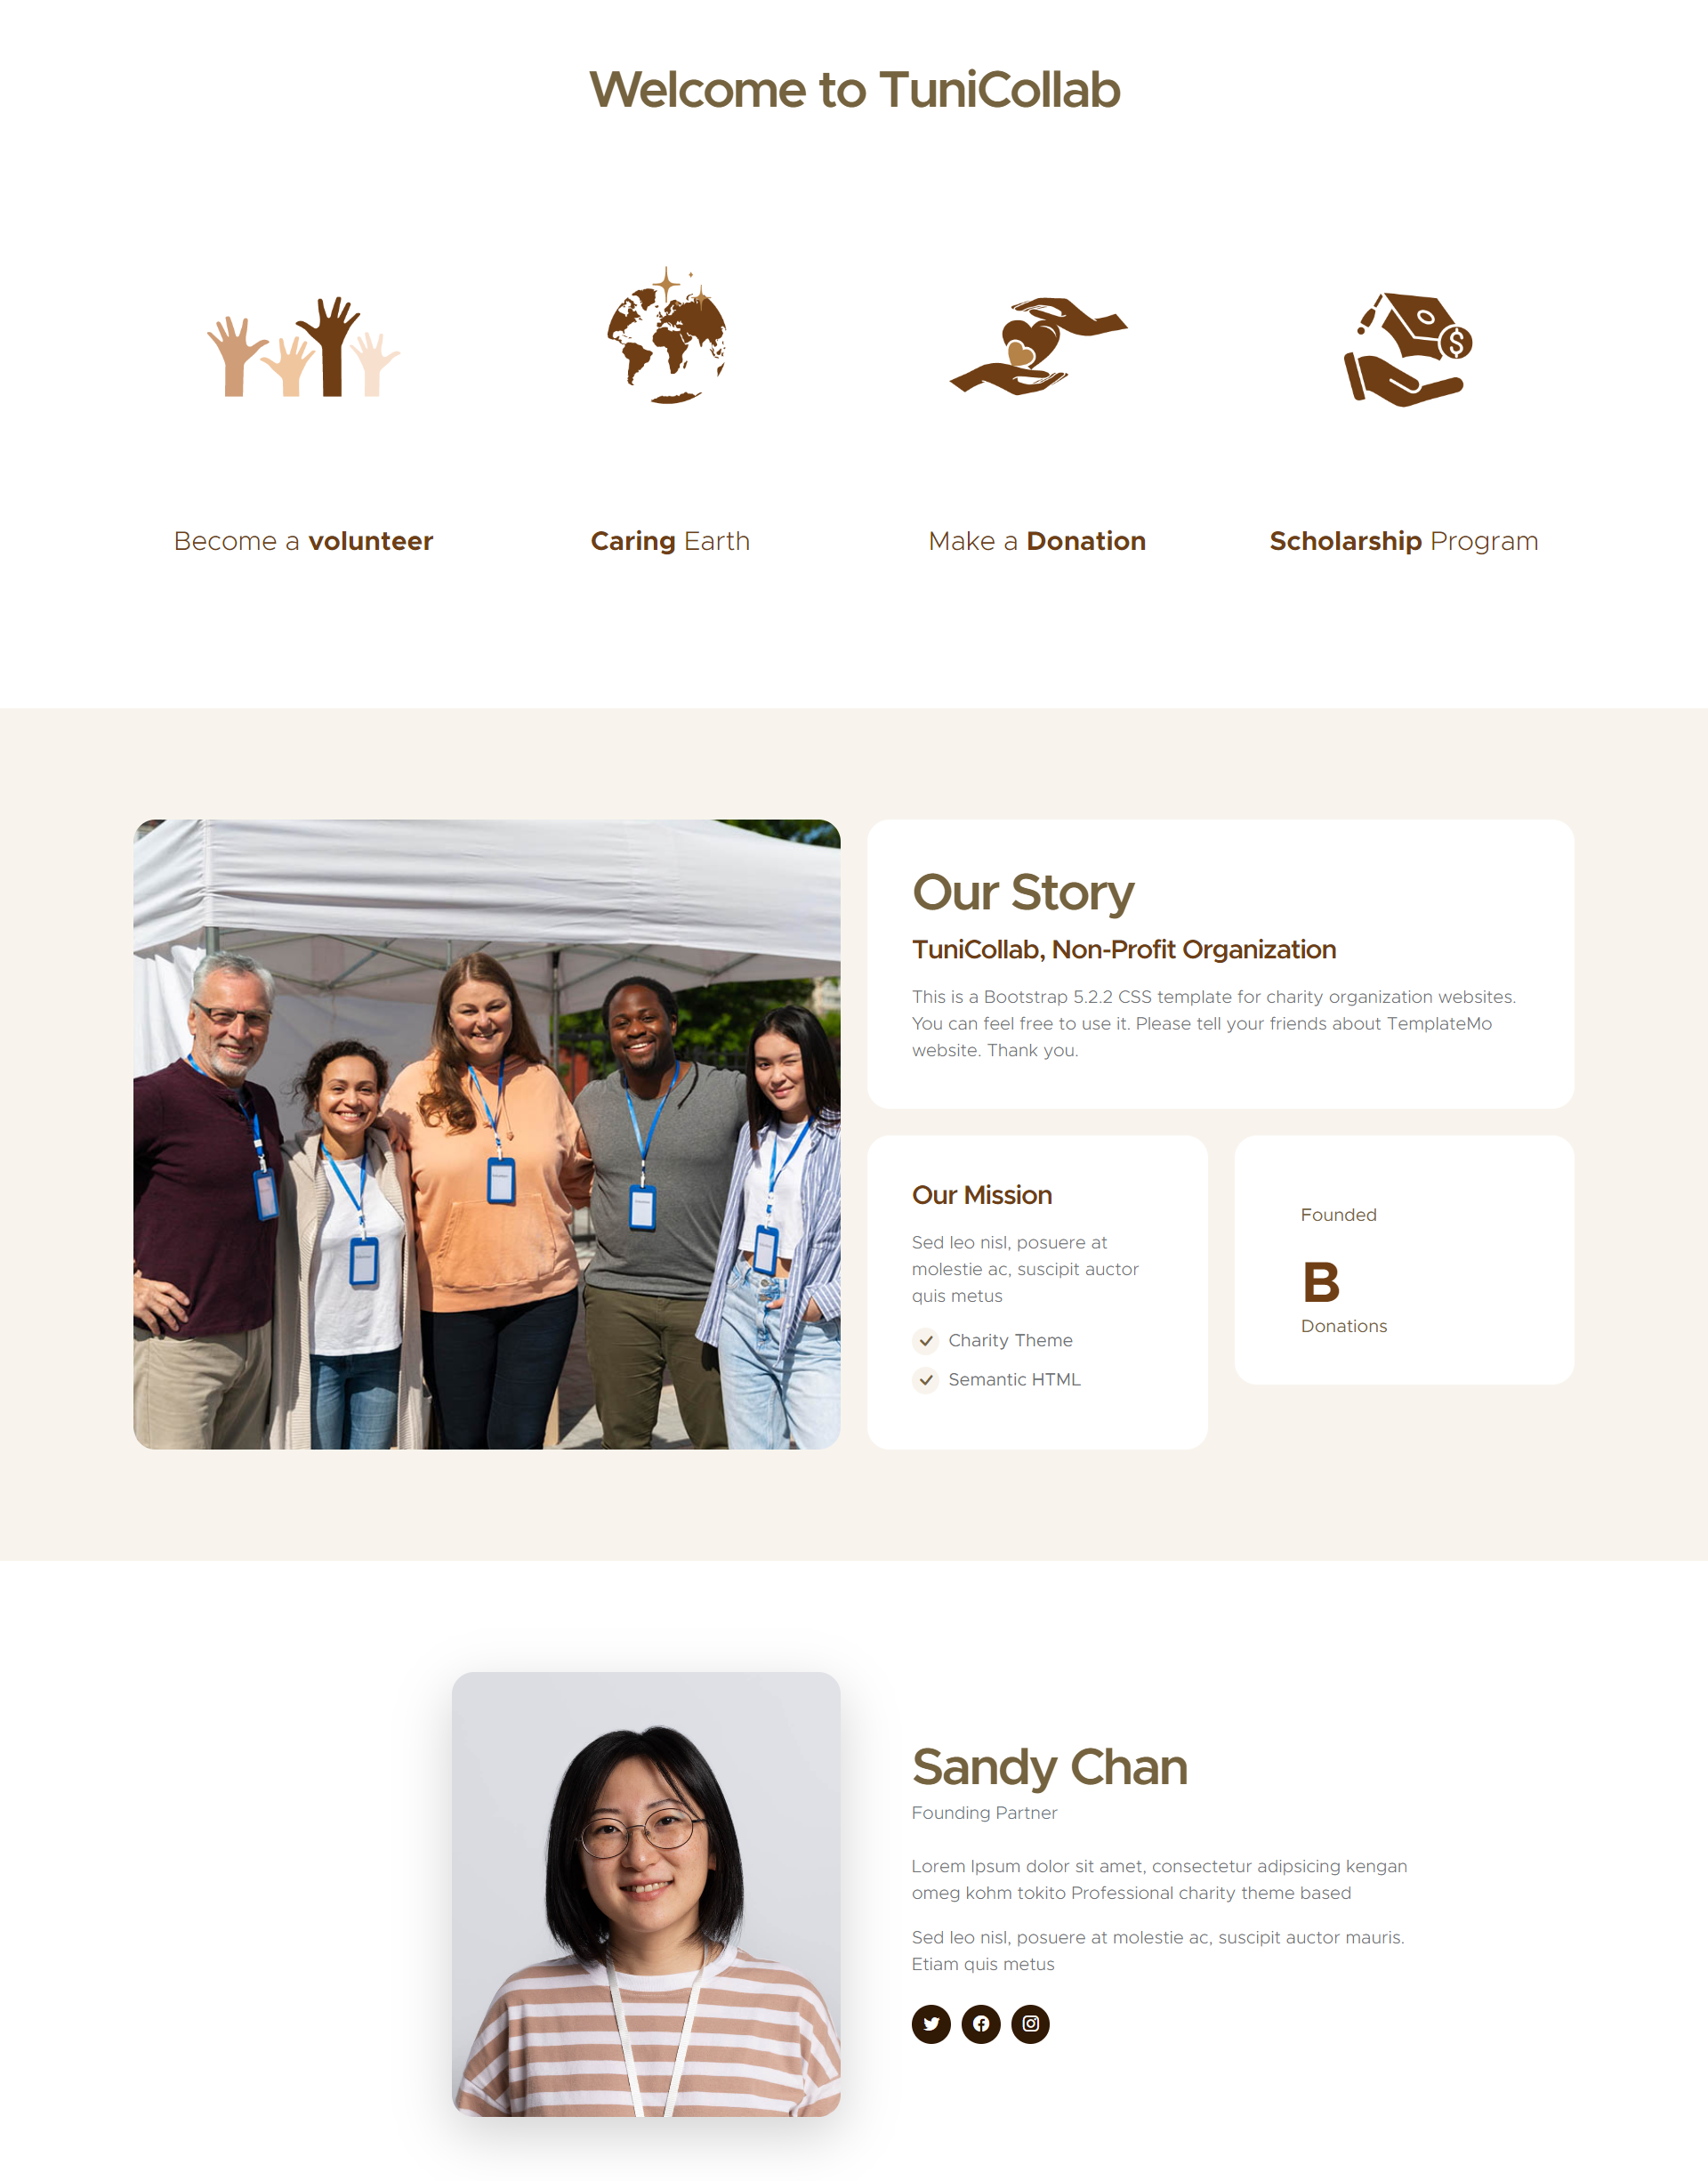 Welcome to TuniCollab
Become a volunteer
Caring Earth
Make a Donation
Scholarship Program
Our Story
TuniCollab, Non-Profit Organization
This is a Bootstrap 5.2.2 CSS template for charity organization websites.
You can feel free to use it. Please tell your friends about TemplateMo
website. Thank you.
Our Mission
Sed leo nisl, posuere at
molestie ac, suscipit auctor
quis metus
Charity Theme
Semantic HTML
Founded
B
Donations
Sandy Chan
Founding Partner
Lorem Ipsum dolor sit amet, consectetur adipsicing kengan
omeg kohm tokito Professional charity theme based
Sed leo nisl, posuere at molestie ac, suscipit auctor mauris.
Etiam quis metus